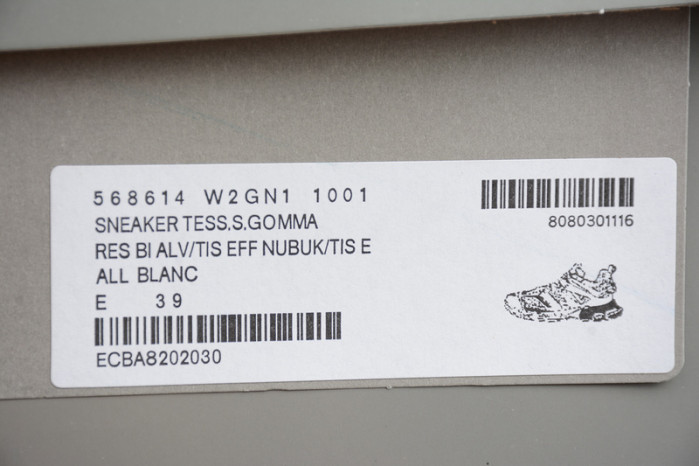 568614 W2GN1 1001
SNEAKER TESS.S.GOMMA
RES BI ALV/TIS EFF NUBUK/TIS E
ALL BLANC
E 39
ECBA8202030
8080301116